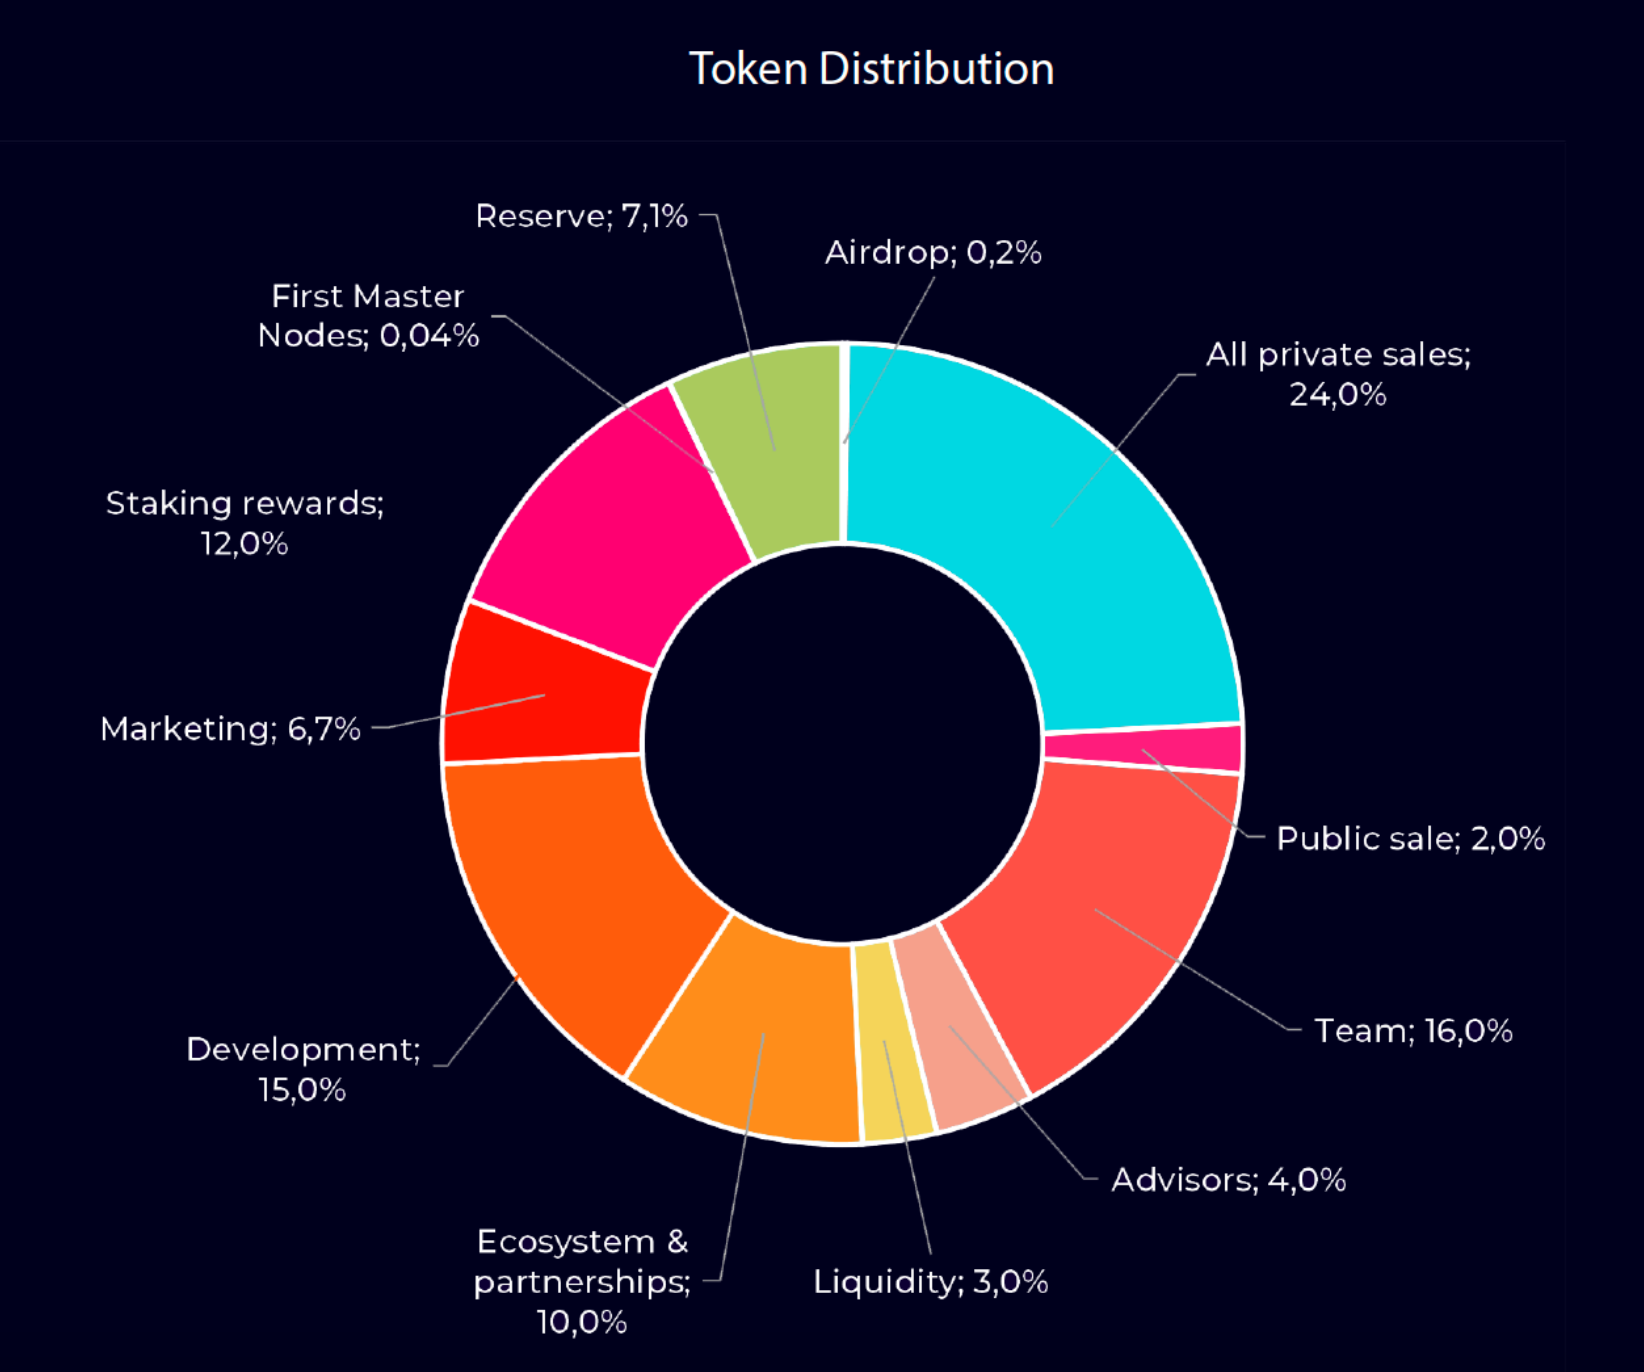 Token Distribution
Reserve; 7,1%
Airdrop; 0,2%
First Master
Nodes; 0,04%
All private sales;
24,0%
Staking rewards;
12,0%
Marketing; 6,7%
Public sale; 2,0%
Team; 16,0%
Development;
15,0%
Advisors; 4,0%
Ecosystem &
partnerships;
10,0%
Liquidity; 3,0%